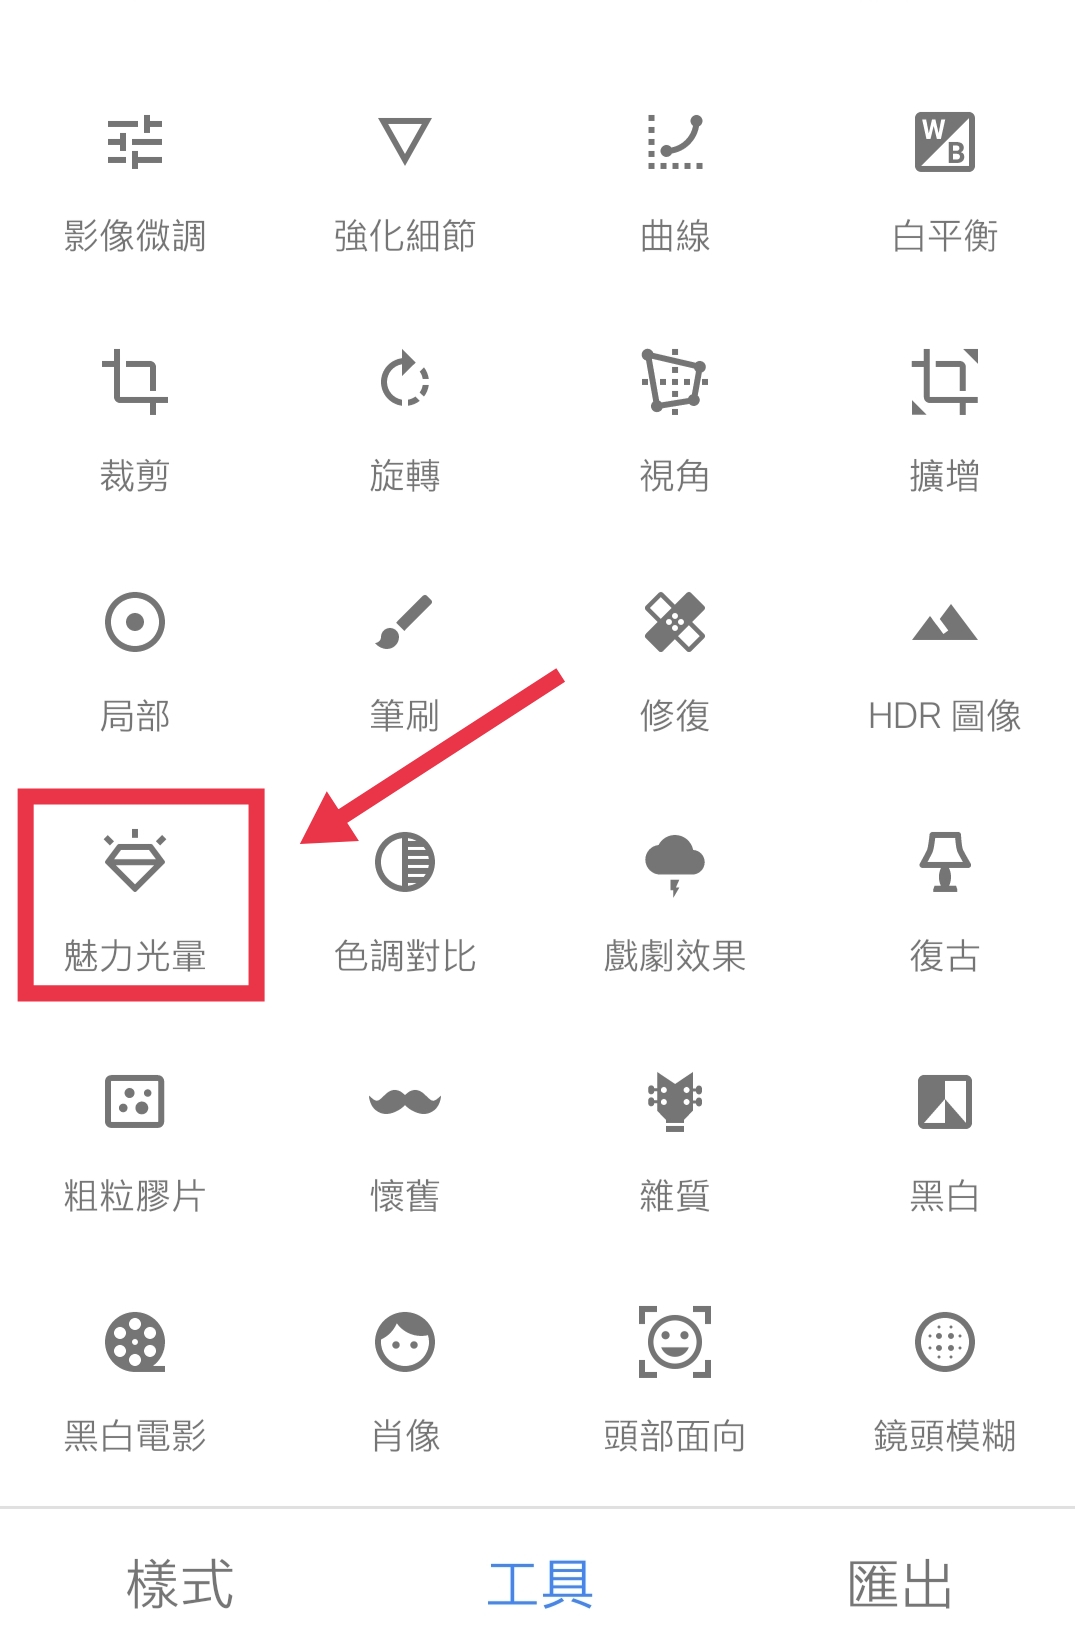 影像微調
強化細節
曲線
W
B
白平衡
裁剪
旋轉
視角
擴增
局部
筆刷
修復
HDR 圖像
魅力光暈
色調對比
戲劇效果
復古
粗粒膠片
懷舊
雜質
黑白
黑白電影
肖像
頭部面向
鏡頭模糊
樣式
工具
匯出